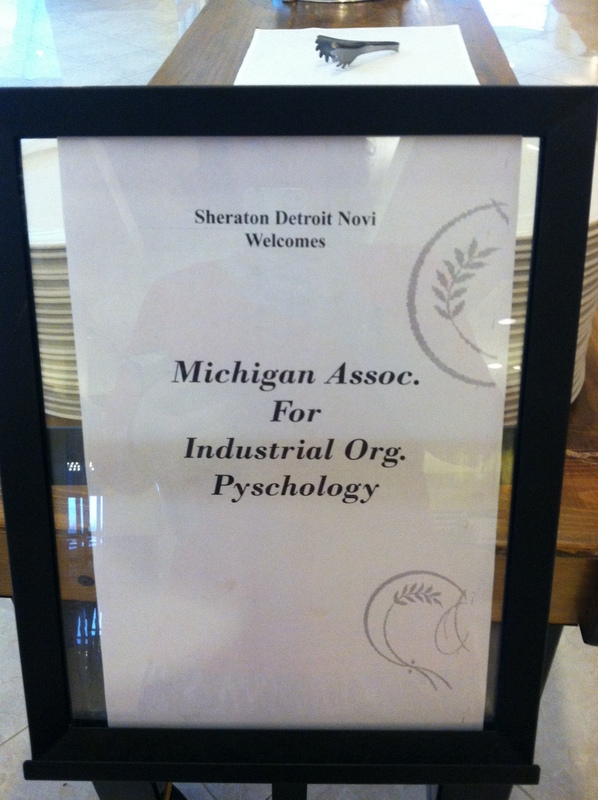 Sheraton Detroit Novi
Welcomes
Michigan Assoc.
For
Industrial Org.
Pyschology